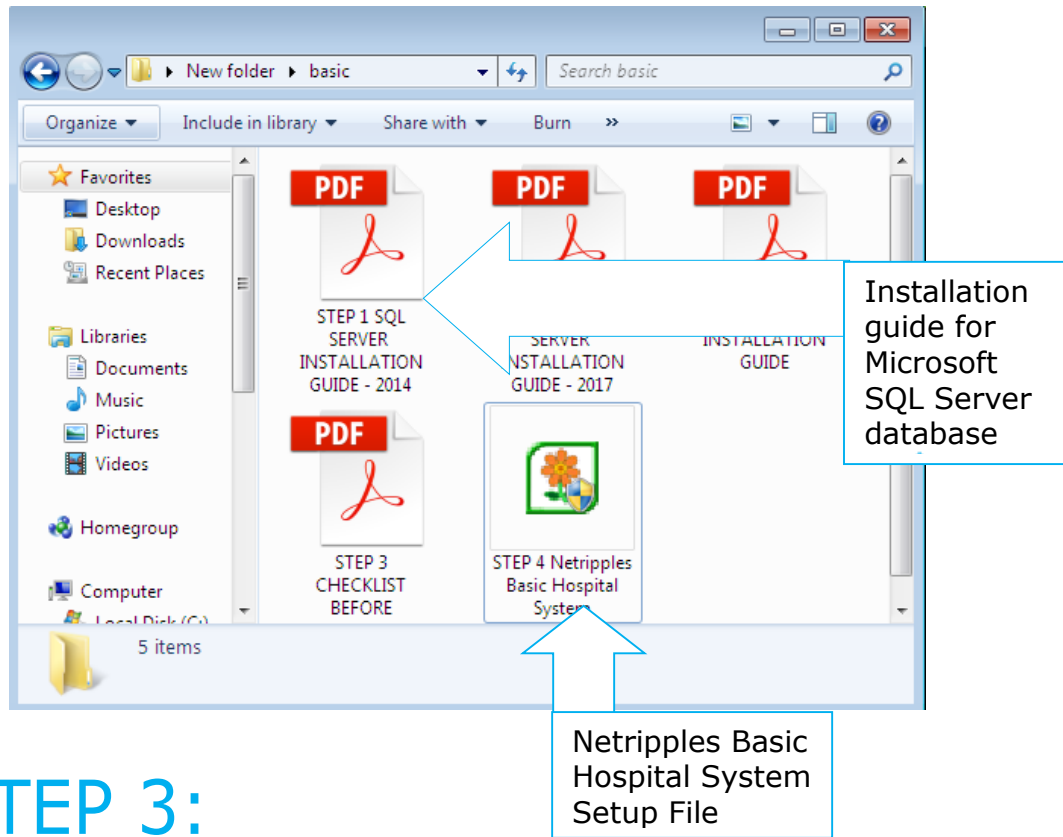 New folder ▸ basic
Search basic
Organize
Include in library
Share with
Burn
»
Favorites
Desktop
Downloads
Recent Places
Libraries
Documents
Music
Pictures
Videos
Homegroup
Computer
Local Disk (C:)
PDF
STEP 1 SQL
SERVER
INSTALLATION
GUIDE - 2014
PDF
SERVER
NSTALLATION
GUIDE - 2017
PDF
INSTALLATION
GUIDE
PDF
STEP 3
CHECKLIST
BEFORE
STEP 4 Netripples
Basic Hospital
System
5 items
Installation
guide for
Microsoft
SQL Server
database
Netripples Basic
Hospital System
Setup File
TEP 3: